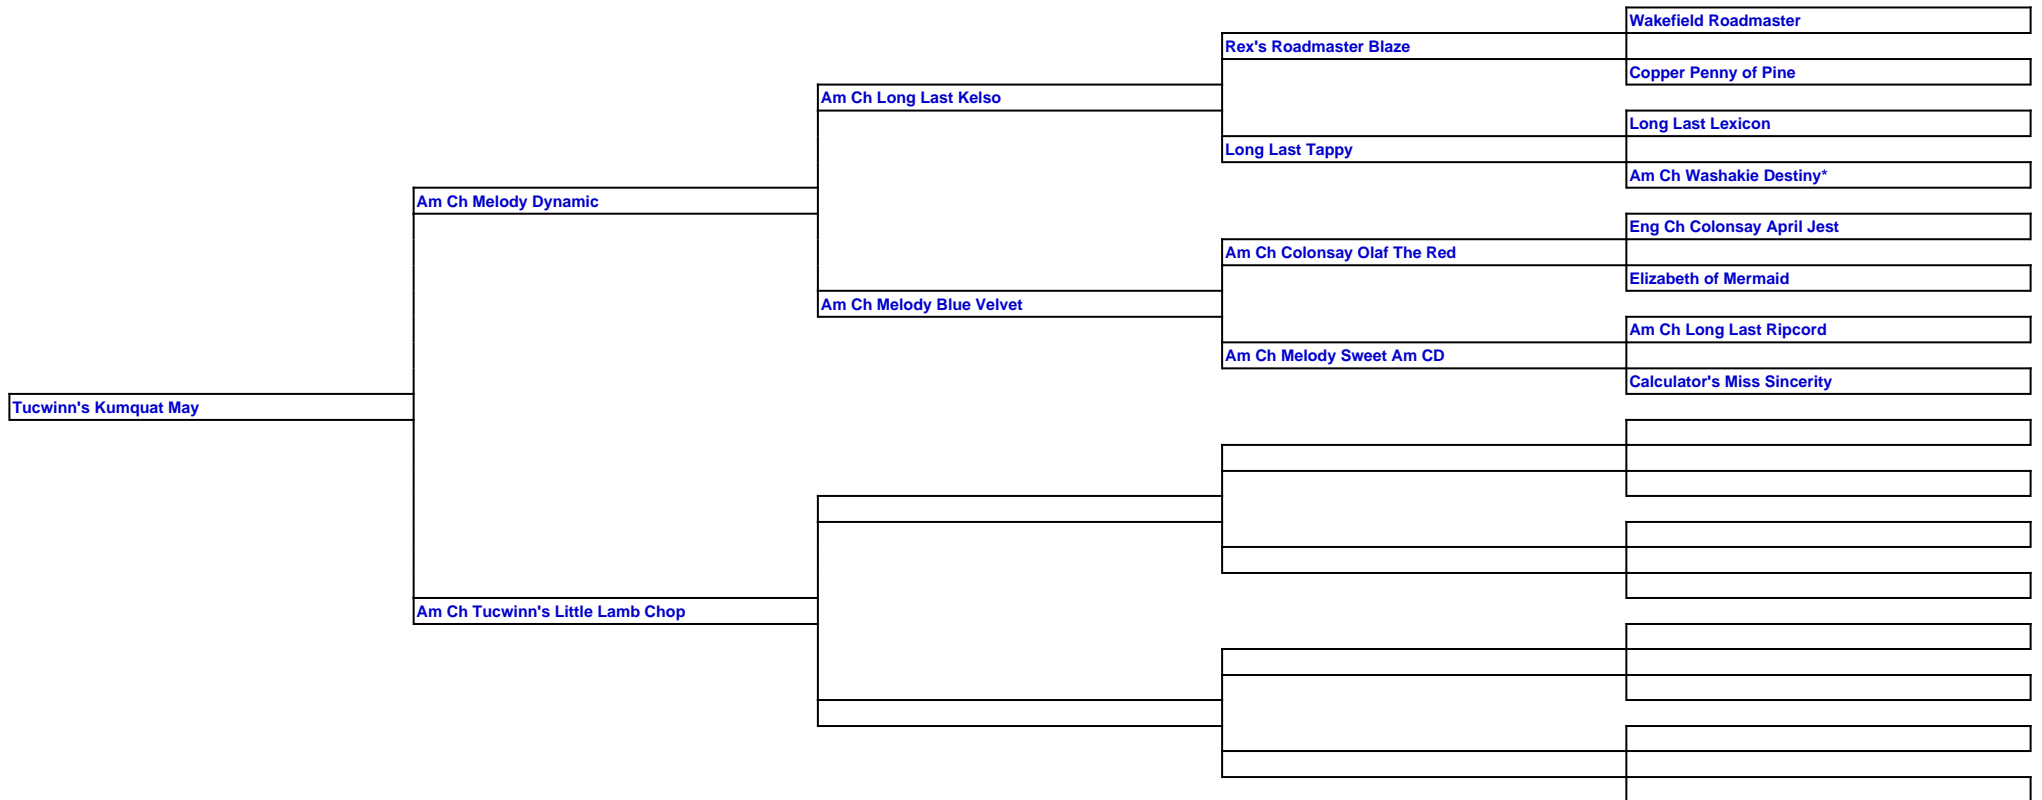 Wakefield Roadmaster
Rex's Roadmaster Blaze
Copper Penny of Pine
Am Ch Long Last Kelso
Long Last Lexicon
Long Last Tappy
Am Ch Washakie Destiny*
Am Ch Melody Dynamic
Eng Ch Colonsay April Jest
Am Ch Colonsay Olaf The Red
Elizabeth of Mermaid
Am Ch Melody Blue Velvet
Am Ch Long Last Ripcord
Am Ch Melody Sweet Am CD
Calculator's Miss Sincerity
Tucwinn's Kumquat May
Am Ch Tucwinn's Little Lamb Chop